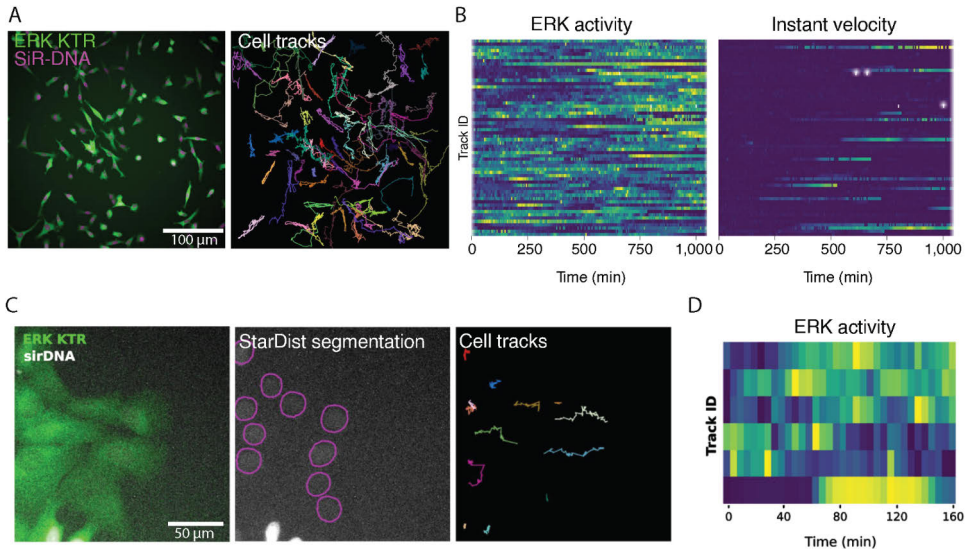 A
ERK KTR
SiR-DNA
100 µm
Cell tracks
B
ERK activity
Instant velocity
Track ID
0 250 500 750 1,000
0 250 500 750 1,000
Time (min)
Time (min)
C
ERK KTR
sirDNA
50 µm
StarDist segmentation
Cell tracks
D
ERK activity
Track ID
0 40 80 120 160
Time (min)